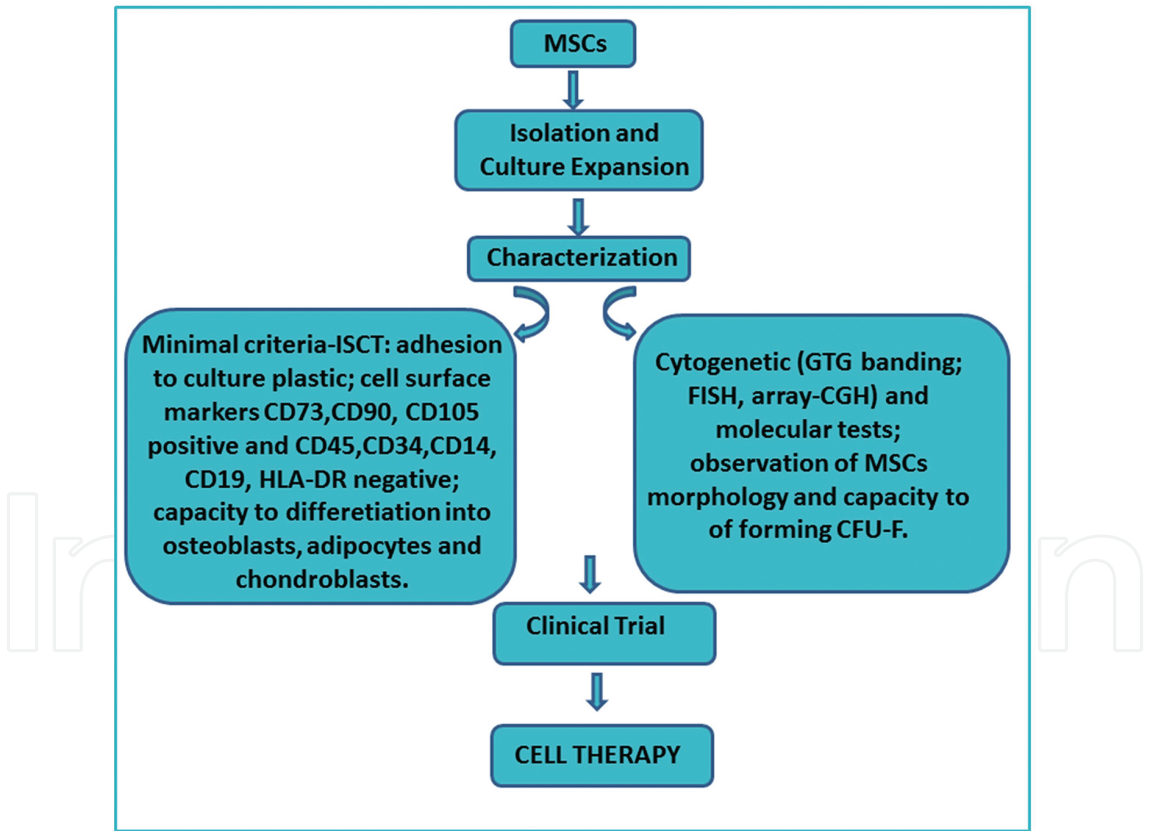 MSCs
Isolation and
Culture Expansion
Characterization
Minimal criteria-ISCT: adhesion
to culture plastic; cell surface
markers CD73,CD90, CD105
positive and CD45,CD34,CD14,
CD19, HLA-DR negative;
capacity to differetiation into
osteoblasts, adipocytes and
chondroblasts.
Cytogenetic (GTG banding;
FISH, array-CGH) and
molecular tests;
observation of MSCs
morphology and capacity to
of forming CFU-F.
Clinical Trial
CELL THERAPY